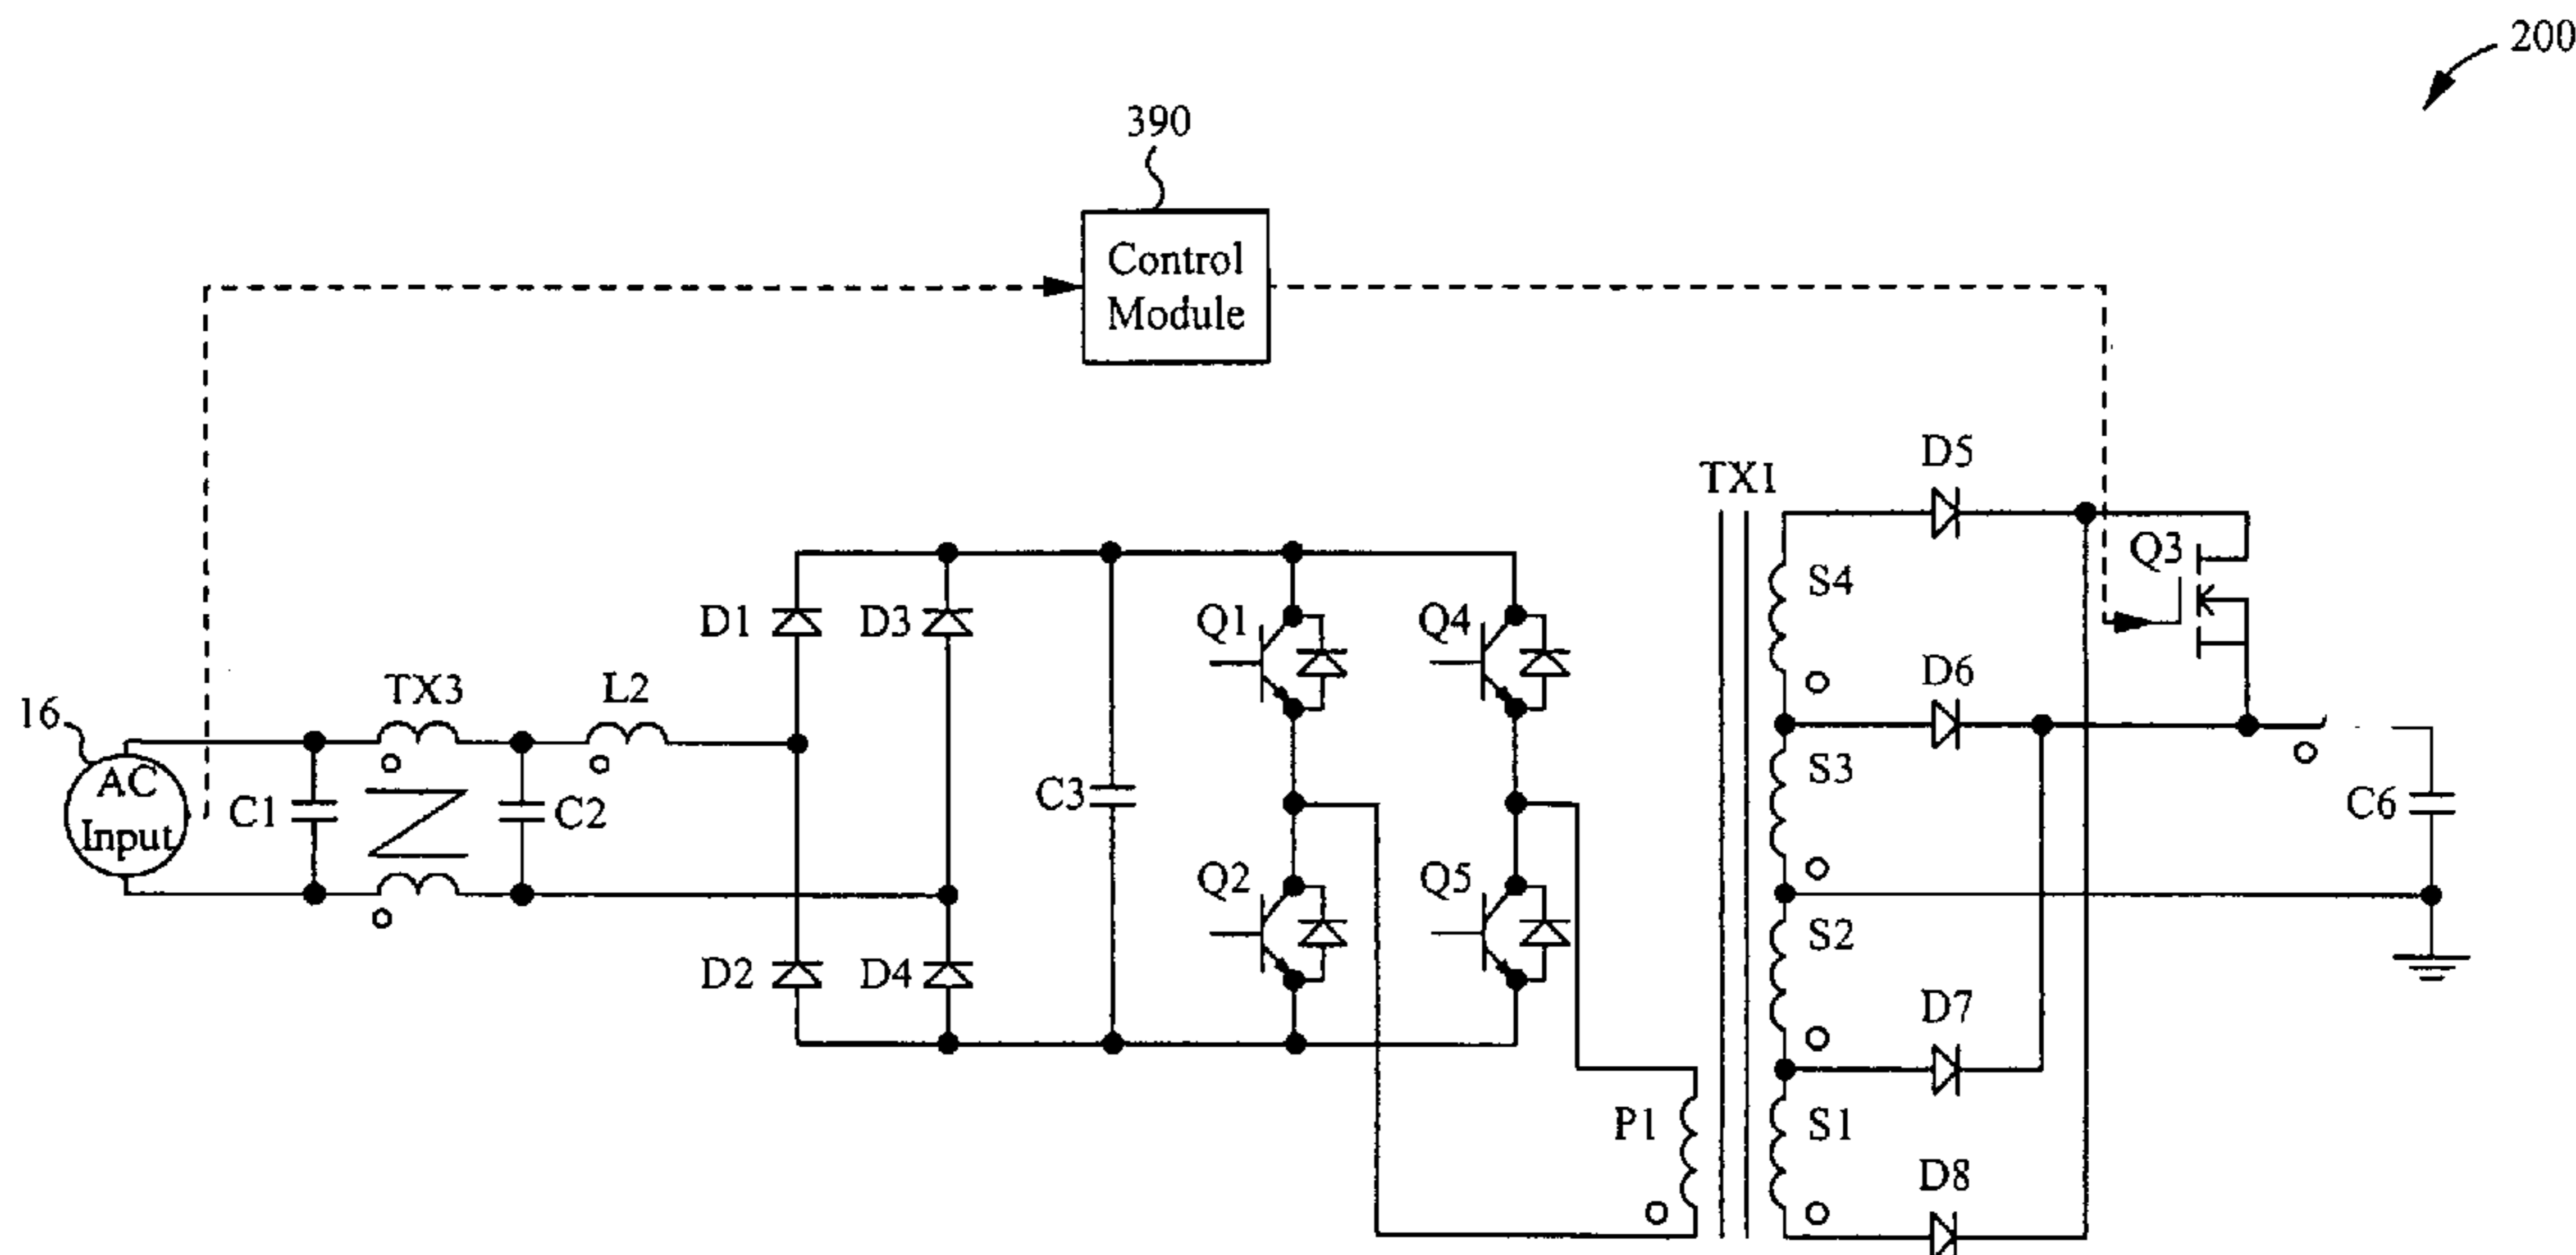 200
390
Control
Module
D5
TX1
Q3
S4
D1
D3
Q1
Q4
D6
TX3
L2
16
AC
Input
C1
C2
C3
S3
C6
Q2
Q5
S2
D2
D4
D7
P1
S1
D8